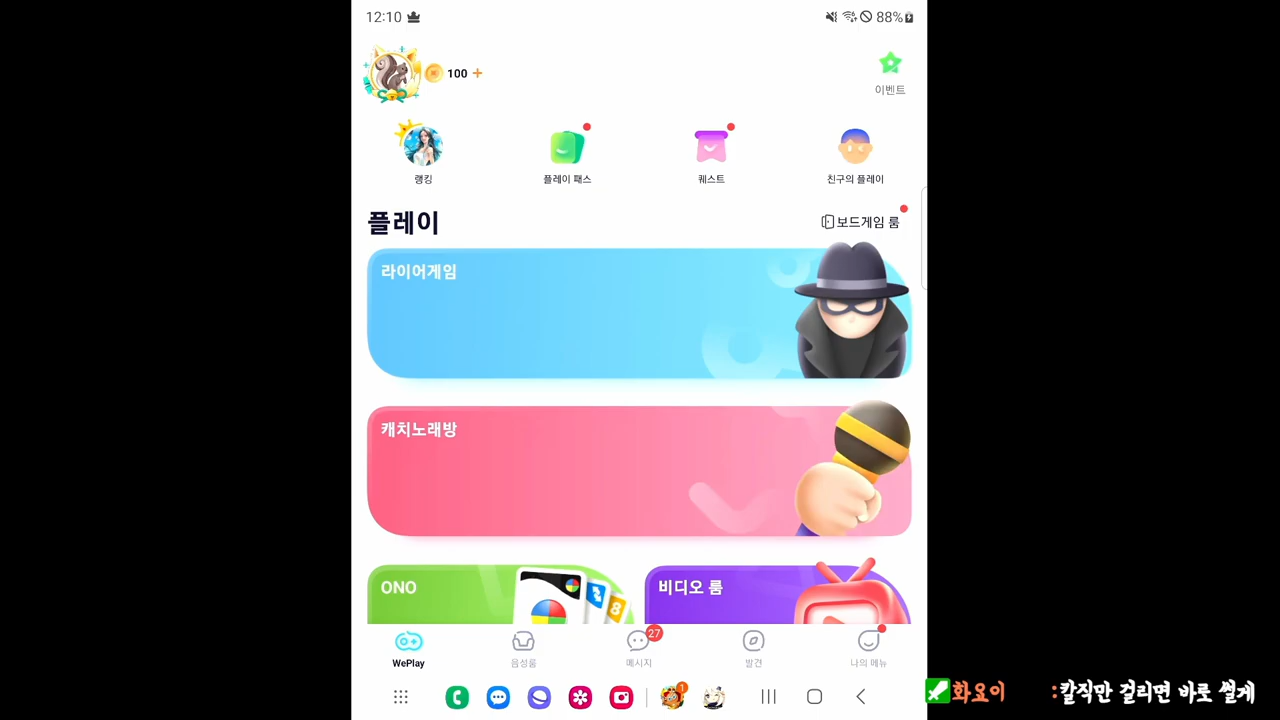 12:10
88%
100 +
이벤트
랭킹
플레이 패스
퀘스트
친구의 플레이
플레이
보드게임 룸
라이어게임
캐치노래방
ONO
비디오 룸
27
WePlay
음성룸
메시지
발견
나의 메뉴
1
화요이 :칼직만 걸리면 바로 썰게